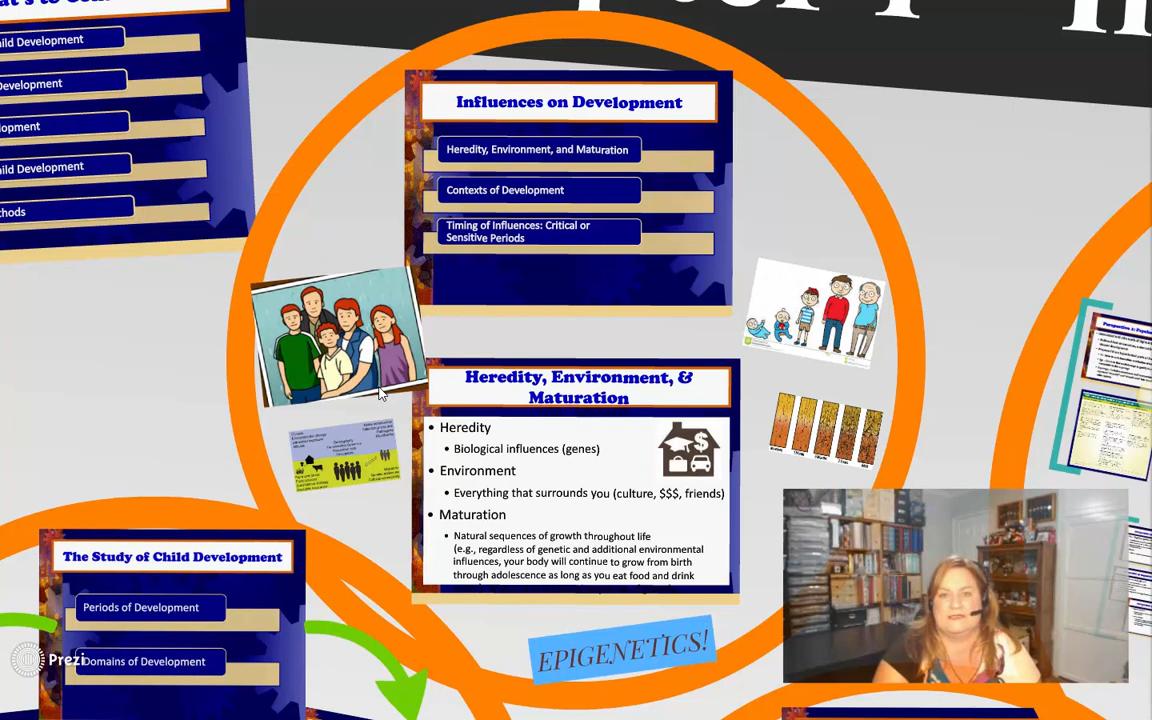 hild Development
Development
lopment
hild Development
thods
Influences on Development
Heredity, Environment, and Maturation
Contexts of Development
Timing of Influences: Critical or
Sensitive Periods
Heredity, Environment, &
Maturation
• Heredity
• Biological influences (genes)
• Environment
• Everything that surrounds you (culture, $$$, friends)
• Maturation
• Natural sequences of growth throughout life
(e.g., regardless of genetic and additional environmental
influences, your body will continue to grow from birth
through adolescence as long as you eat food and drink
EPIGENETICS!
The Study of Child Development
Periods of Development
Domains of Development
Prezi